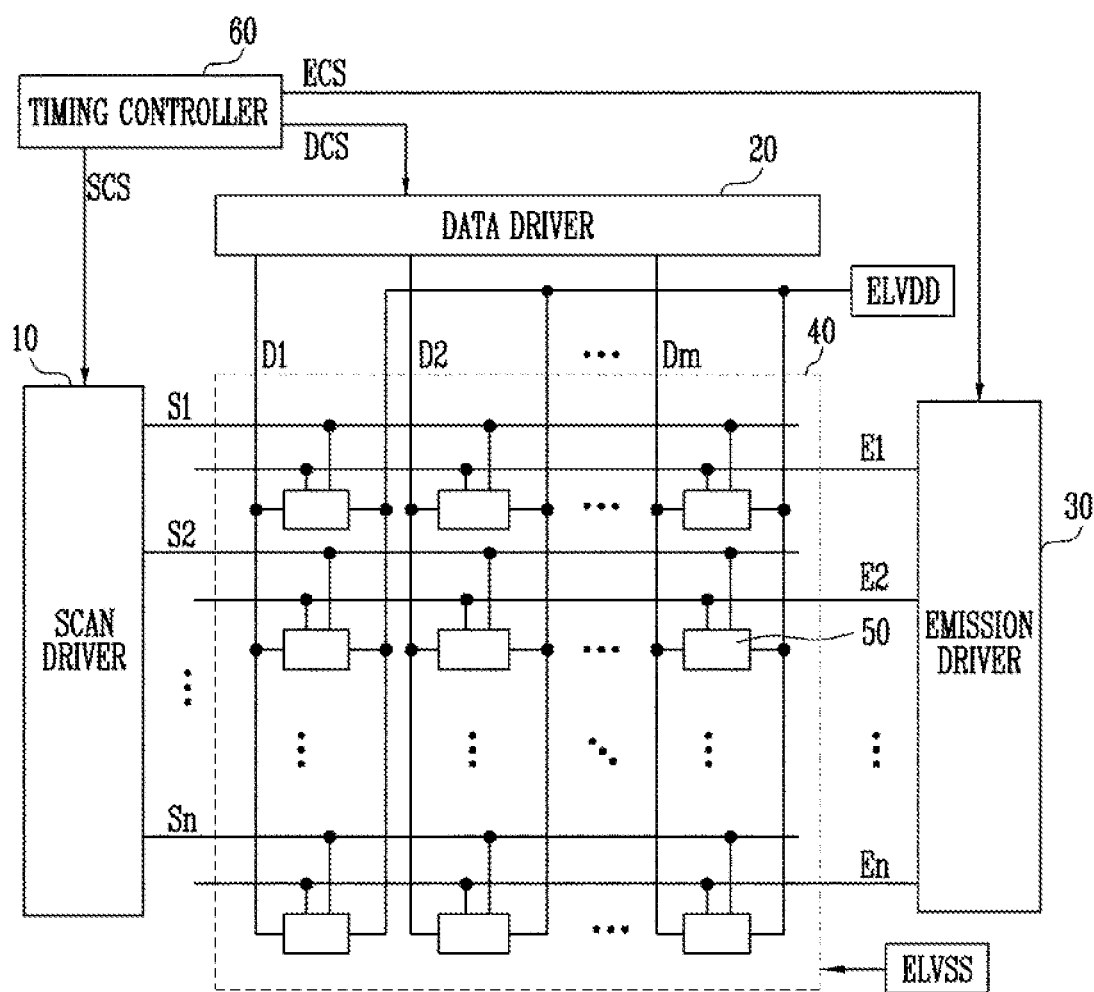 60
ECS
TIMING CONTROLLER
DCS
SCS
20
DATA DRIVER
ELVDD
10
40
D1 D2 ... Dm
S1
E1
...
S2
30
E2
SCAN
DRIVER
50
EMISSION
DRIVER
...
Sn
En
...
ELVSS